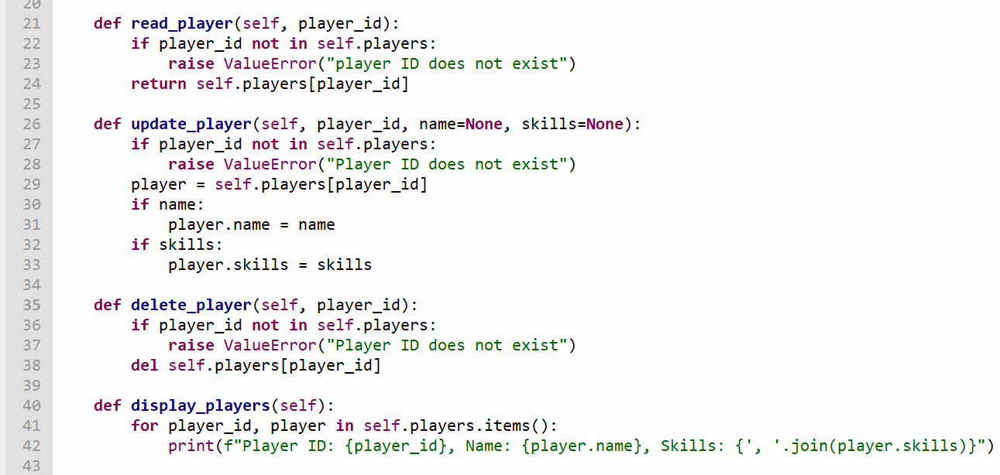 20
21     def read_player(self, player_id):
22         if player_id not in self.players:
23             raise ValueError("player ID does not exist")
24         return self.players[player_id]
25
26     def update_player(self, player_id, name=None, skills=None):
27         if player_id not in self.players:
28             raise ValueError("Player ID does not exist")
29         player = self.players[player_id]
30         if name:
31             player.name = name
32         if skills:
33             player.skills = skills
34
35     def delete_player(self, player_id):
36         if player_id not in self.players:
37             raise ValueError("Player ID does not exist")
38         del self.players[player_id]
39
40     def display_players(self):
41         for player_id, player in self.players.items():
42             print(f"Player ID: {player_id}, Name: {player.name}, Skills: {', '.join(player.skills)}")
43